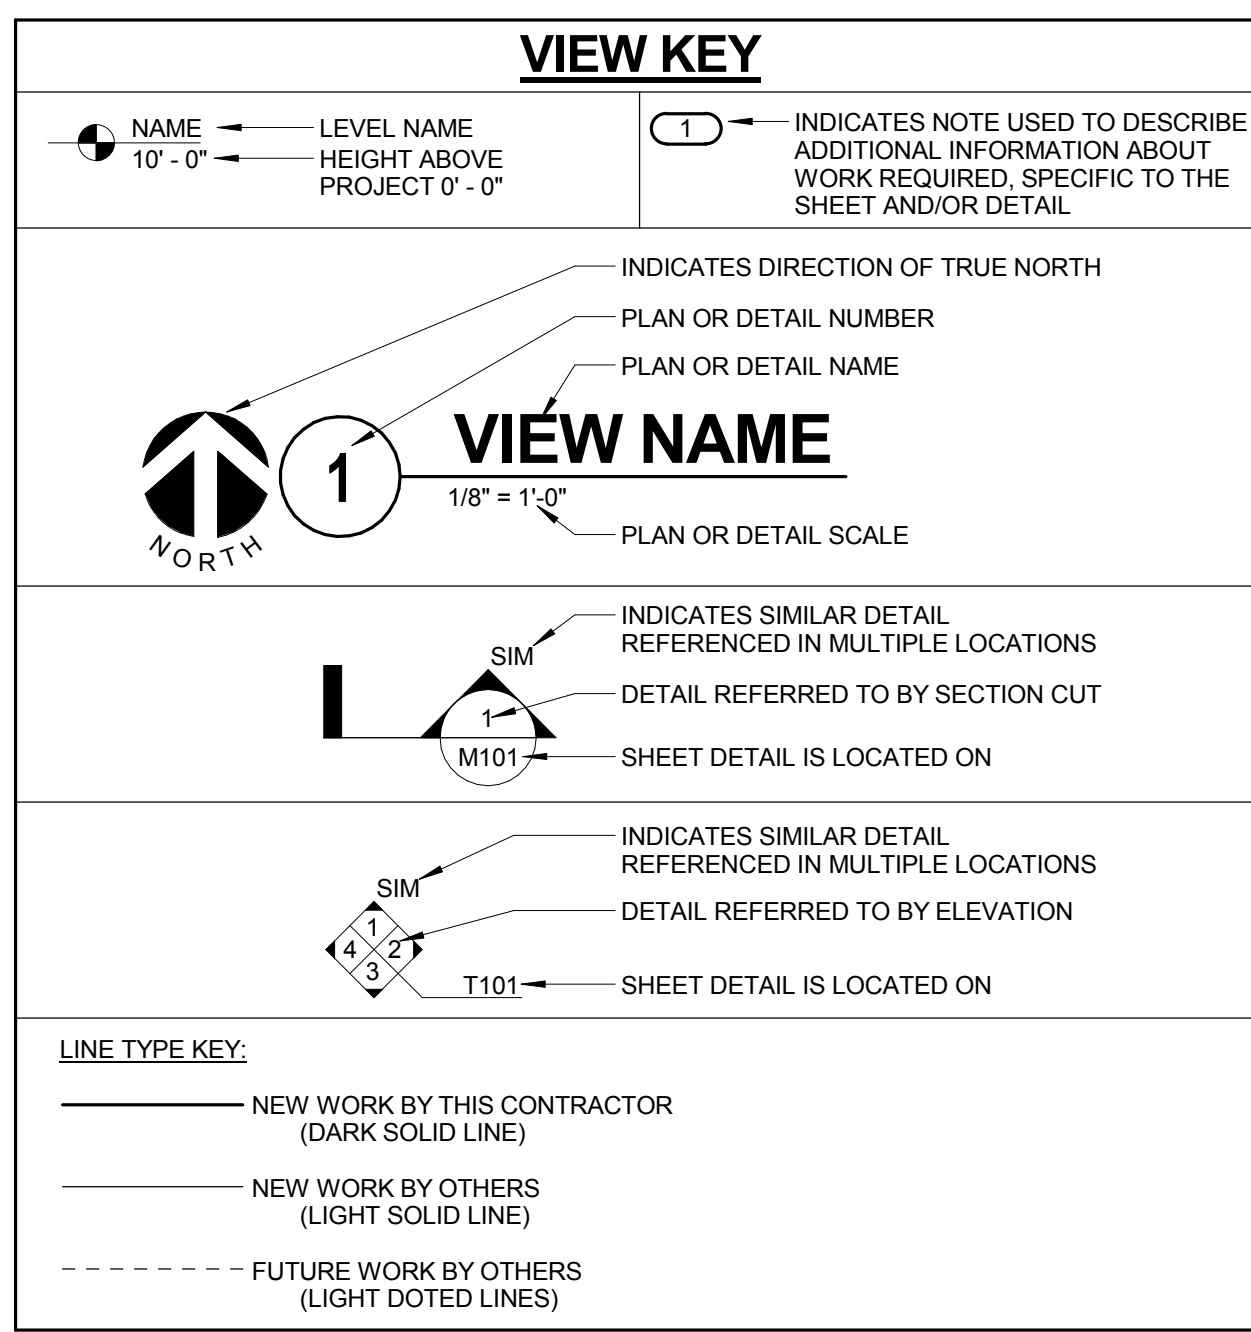 VIEW KEY
NAME
10' - 0"
LEVEL NAME
HEIGHT ABOVE
PROJECT 0' - 0"
1
INDICATES NOTE USED TO DESCRIBE
ADDITIONAL INFORMATION ABOUT
WORK REQUIRED, SPECIFIC TO THE
SHEET AND/OR DETAIL
INDICATES DIRECTION OF TRUE NORTH
PLAN OR DETAIL NUMBER
PLAN OR DETAIL NAME
NORTH
1
VIEW NAME
1/8" = 1'-0"
PLAN OR DETAIL SCALE
INDICATES SIMILAR DETAIL
REFERENCED IN MULTIPLE LOCATIONS
SIM
DETAIL REFERRED TO BY SECTION CUT
1
M101
SHEET DETAIL IS LOCATED ON
INDICATES SIMILAR DETAIL
REFERENCED IN MULTIPLE LOCATIONS
SIM
DETAIL REFERRED TO BY ELEVATION
1
4 2
3
T101
SHEET DETAIL IS LOCATED ON
LINE TYPE KEY:
NEW WORK BY THIS CONTRACTOR
(DARK SOLID LINE)
NEW WORK BY OTHERS
(LIGHT SOLID LINE)
FUTURE WORK BY OTHERS
(LIGHT DOTED LINES)